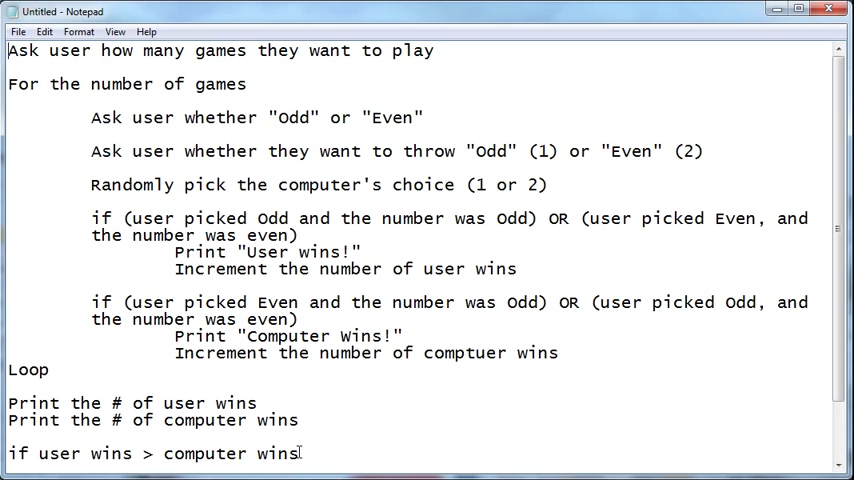 Untitled - Notepad
File Edit Format View Help
Ask user how many games they want to play
For the number of games
Ask user whether "Odd" or "Even"
Ask user whether they want to throw "Odd" (1) or "Even" (2)
Randomly pick the computer's choice (1 or 2)
if (user picked Odd and the number was Odd) OR (user picked Even, and
the number was even)
Print "User wins!"
Increment the number of user wins
if (user picked Even and the number was Odd) OR (user picked Odd, and
the number was even)
Print "Computer Wins!"
Increment the number of comptuer wins
Loop
Print the # of user wins
Print the # of computer wins
if user wins > computer wins